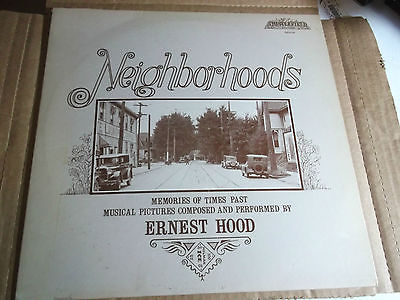 Neighborhoods
MEMORIES OF TIMES PAST
MUSICAL PICTURES COMPOSED AND PERFORMED BY
ERNEST HOOD